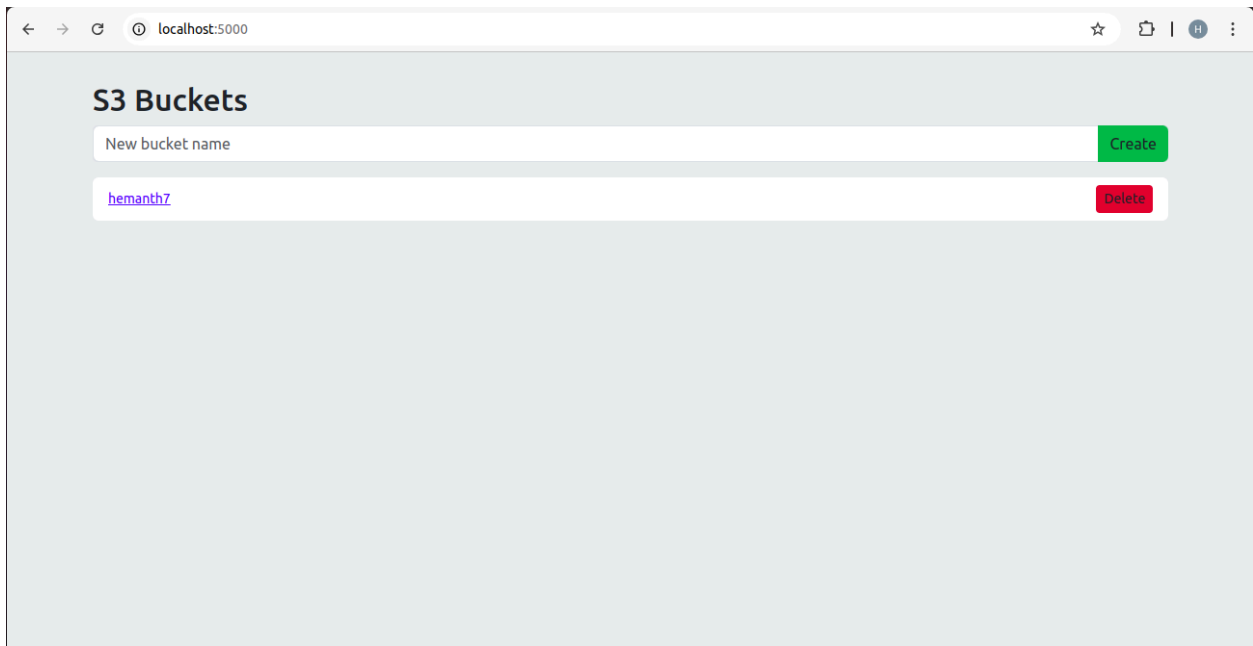 localhost:5000
H
S3 Buckets
New bucket name
Create
hemanth7
Delete